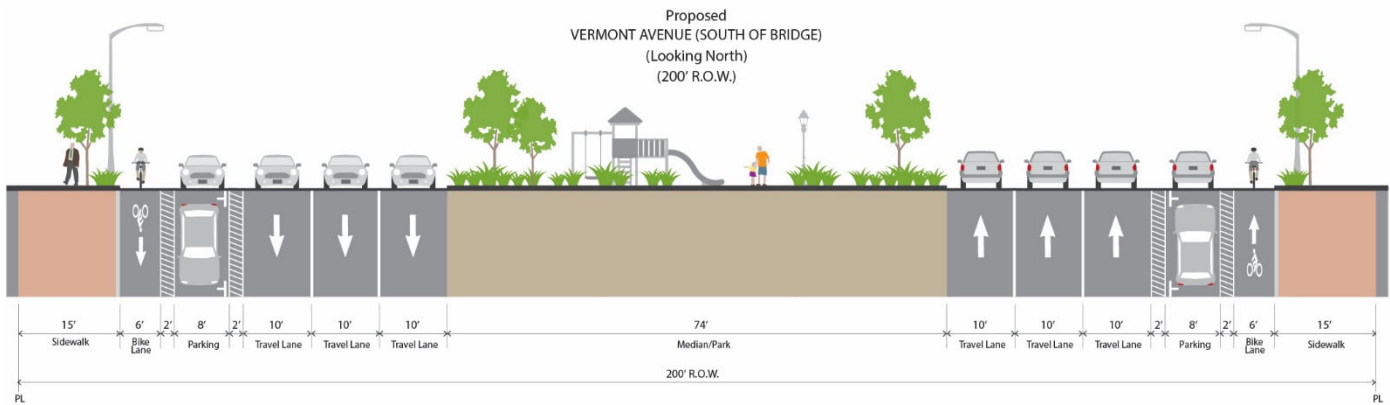 Proposed
VERMONT AVENUE (SOUTH OF BRIDGE)
(Looking North)
(200' R.O.W.)
15' 6' 2' 8' 2' 10' 10' 10' 74' 10' 10' 10' 2' 8' 2' 6' 15'
Sidewalk Bike Parking Travel Lane Travel Lane Travel Lane Median/Park Travel Lane Travel Lane Travel Lane Parking Bike Sidewalk
Lane Lane
200' R.O.W.
PL PL